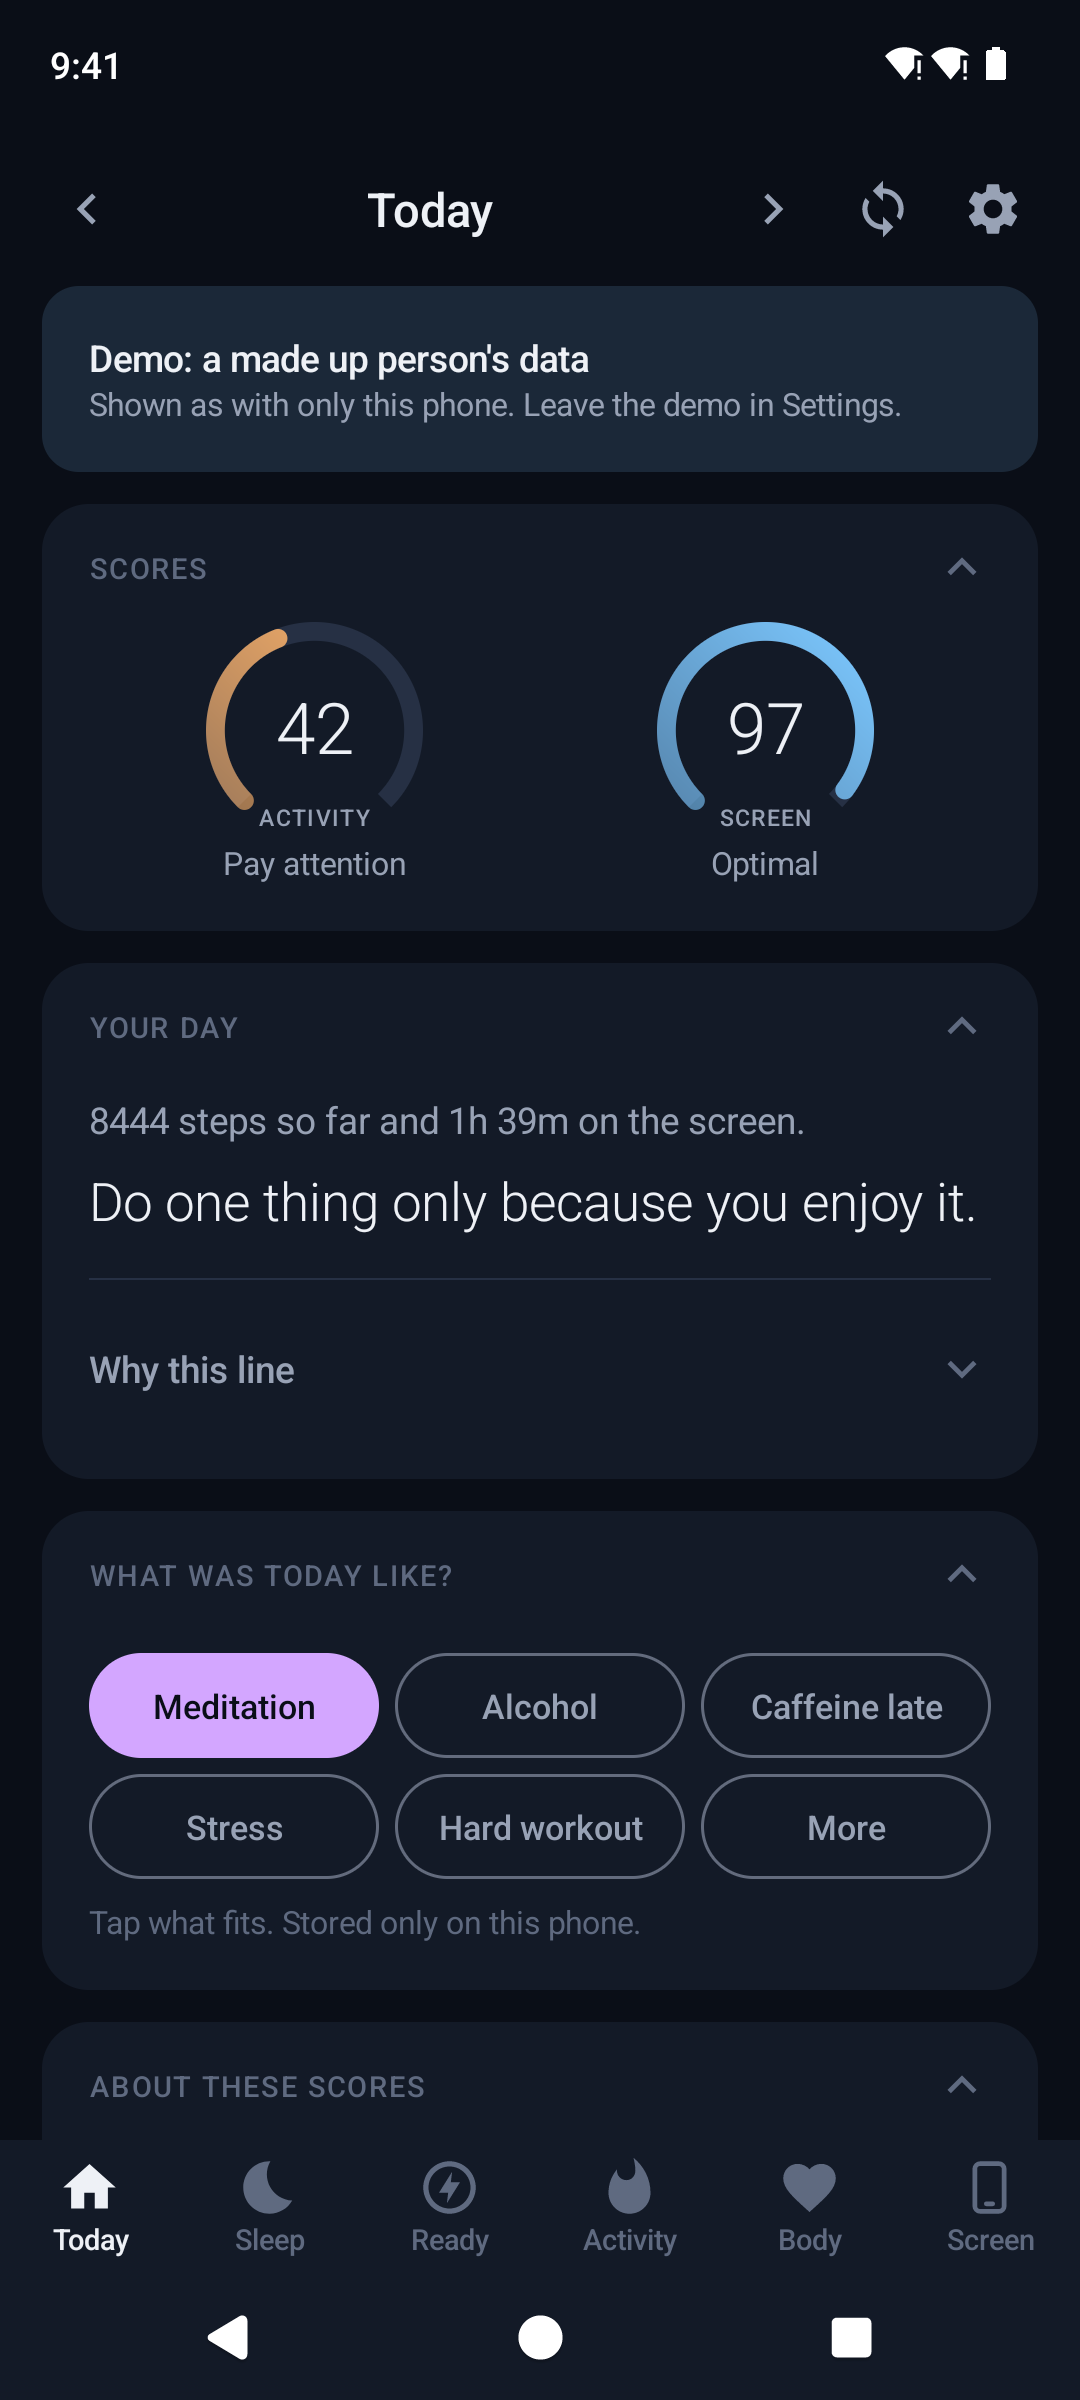 9:41
Today
Demo: a made up person's data
Shown as with only this phone. Leave the demo in Settings.
SCORES
42
ACTIVITY
Pay attention
97
SCREEN
Optimal
YOUR DAY
8444 steps so far and 1h 39m on the screen.
Do one thing only because you enjoy it.
Why this line
WHAT WAS TODAY LIKE?
Meditation
Alcohol
Caffeine late
Stress
Hard workout
More
Tap what fits. Stored only on this phone.
ABOUT THESE SCORES
Today
Sleep
Ready
Activity
Body
Screen